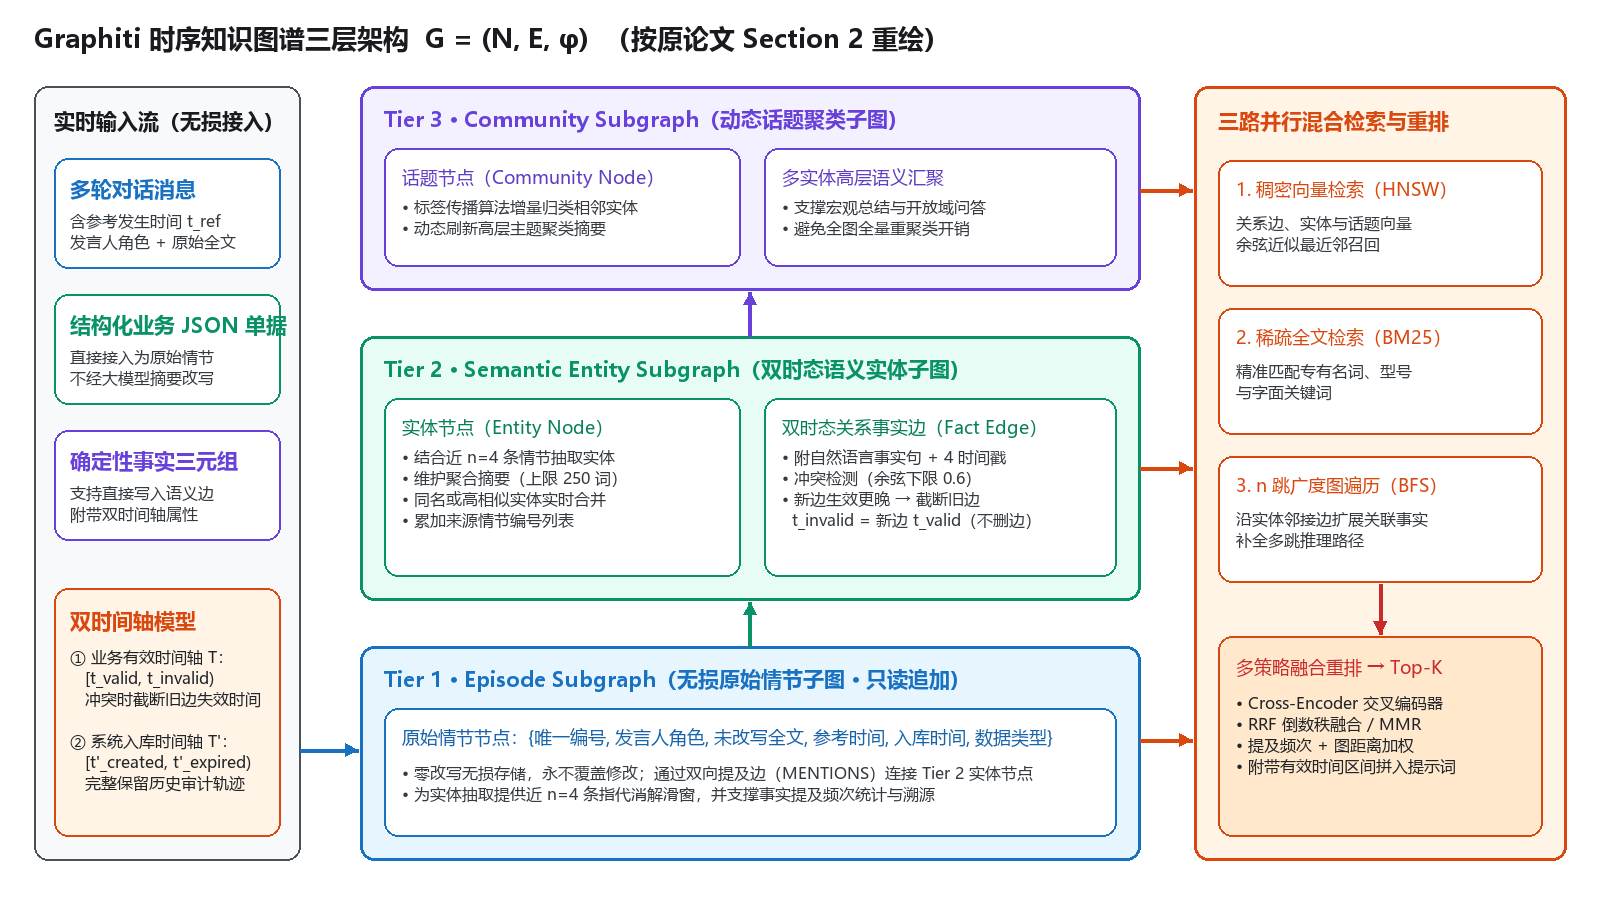 Graphiti 时序知识图谱三层架构 G = (N, E, φ) （按原论文 Section 2 重绘）
实时输入流（无损接入）
多轮对话消息
含参考发生时间 t_ref
发言人角色 + 原始全文
结构化业务 JSON 单据
直接接入为原始情节
不经大模型摘要改写
确定性事实三元组
支持直接写入语义边
附带双时间轴属性
双时间轴模型
① 业务有效时间轴 T：
[t_valid, t_invalid)
冲突时截断旧边失效时间
② 系统入库时间轴 T'：
[t'_created, t'_expired)
完整保留历史审计轨迹
Tier 3 • Community Subgraph（动态话题聚类子图）
话题节点（Community Node）
• 标签传播算法增量归类相邻实体
• 动态刷新高层主题聚类摘要
多实体高层语义汇聚
• 支撑宏观总结与开放域问答
• 避免全图全量重聚类开销
Tier 2 • Semantic Entity Subgraph（双时态语义实体子图）
实体节点（Entity Node）
• 结合近 n=4 条情节抽取实体
• 维护聚合摘要（上限 250 词）
• 同名或高相似实体实时合并
• 累加来源情节编号列表
双时态关系事实边（Fact Edge）
• 附自然语言事实句 + 4 时间戳
• 冲突检测（余弦下限 0.6）
• 新边生效更晚 → 截断旧边
t_invalid = 新边 t_valid（不删边）
Tier 1 • Episode Subgraph（无损原始情节子图 • 只读追加）
原始情节节点：{唯一编号, 发言人角色, 未改写全文, 参考时间, 入库时间, 数据类型}
• 零改写无损存储，永不覆盖修改；通过双向提及边（MENTIONS）连接 Tier 2 实体节点
• 为实体抽取提供近 n=4 条指代消解滑窗，并支撑事实提及频次统计与溯源
三路并行混合检索与重排
1. 稠密向量检索（HNSW）
关系边、实体与话题向量
余弦近似最近邻召回
2. 稀疏全文检索（BM25）
精准匹配专有名词、型号
与字面关键词
3. n 跳广度图遍历（BFS）
沿实体邻接边扩展关联事实
补全多跳推理路径
多策略融合重排 → Top-K
• Cross-Encoder 交叉编码器
• RRF 倒数秩融合 / MMR
• 提及频次 + 图距离加权
• 附带有效时间区间拼入提示词